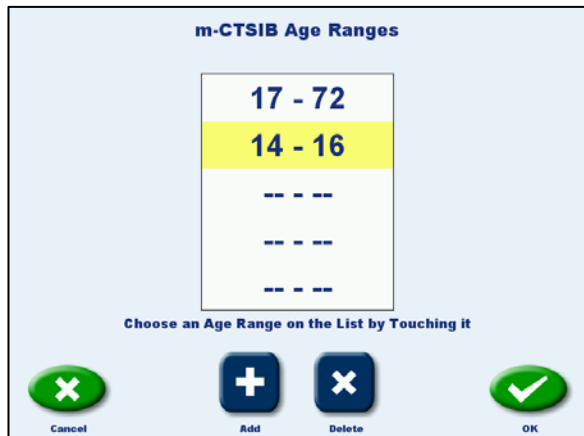 m-CTSIB Age Ranges
17 - 72
14 - 16
-- - --
-- - --
-- - --
Choose an Age Range on the List by Touching it
Cancel Add Delete OK